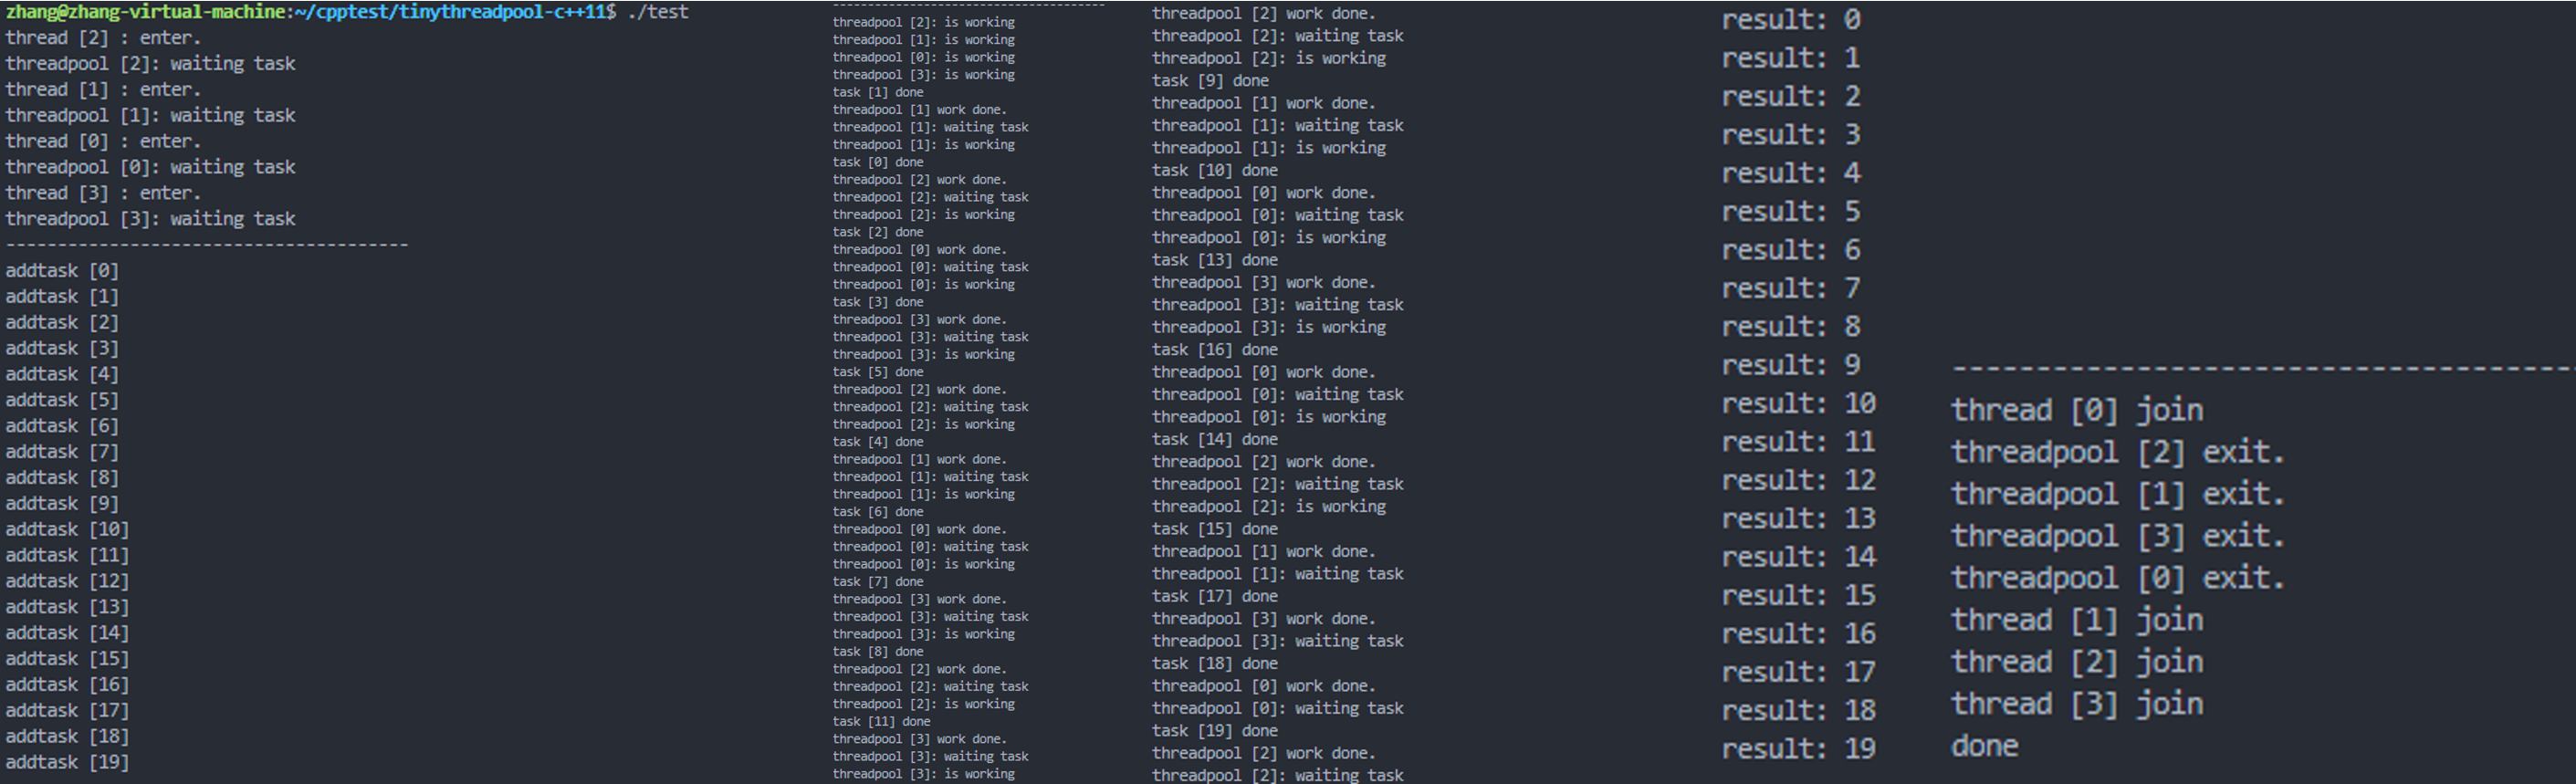 zhang@zhang-virtual-machine:~/cpptest/tinythreadpool-c++11$ ./test
thread [2] : enter.
threadpool [2]: waiting task
thread [1] : enter.
threadpool [1]: waiting task
thread [0] : enter.
threadpool [0]: waiting task
thread [3] : enter.
threadpool [3]: waiting task
---------------------------------------
addtask [0]
addtask [1]
addtask [2]
addtask [3]
addtask [4]
addtask [5]
addtask [6]
addtask [7]
addtask [8]
addtask [9]
addtask [10]
addtask [11]
addtask [12]
addtask [13]
addtask [14]
addtask [15]
addtask [16]
addtask [17]
addtask [18]
addtask [19]
---------------------------------------
threadpool [2]: is working
threadpool [1]: is working
threadpool [0]: is working
threadpool [3]: is working
task [1] done
threadpool [1] work done.
threadpool [1]: waiting task
threadpool [1]: is working
task [0] done
threadpool [2] work done.
threadpool [2]: waiting task
threadpool [2]: is working
task [2] done
threadpool [0] work done.
threadpool [0]: waiting task
threadpool [0]: is working
task [3] done
threadpool [3] work done.
threadpool [3]: waiting task
threadpool [3]: is working
task [5] done
threadpool [2] work done.
threadpool [2]: waiting task
threadpool [2]: is working
task [4] done
threadpool [1] work done.
threadpool [1]: waiting task
threadpool [1]: is working
task [6] done
threadpool [0] work done.
threadpool [0]: waiting task
threadpool [0]: is working
task [7] done
threadpool [3] work done.
threadpool [3]: waiting task
threadpool [3]: is working
task [8] done
threadpool [2] work done.
threadpool [2]: waiting task
threadpool [2]: is working
task [11] done
threadpool [3] work done.
threadpool [3]: waiting task
threadpool [3]: is working
threadpool [2] work done.
threadpool [2]: waiting task
threadpool [2]: is working
task [9] done
threadpool [1] work done.
threadpool [1]: waiting task
threadpool [1]: is working
task [10] done
threadpool [0] work done.
threadpool [0]: waiting task
threadpool [0]: is working
task [13] done
threadpool [3] work done.
threadpool [3]: waiting task
threadpool [3]: is working
task [16] done
threadpool [0] work done.
threadpool [0]: waiting task
threadpool [0]: is working
task [14] done
threadpool [2] work done.
threadpool [2]: waiting task
threadpool [2]: is working
task [15] done
threadpool [1] work done.
threadpool [1]: waiting task
task [17] done
threadpool [3] work done.
threadpool [3]: waiting task
task [18] done
threadpool [0] work done.
threadpool [0]: waiting task
task [19] done
threadpool [2] work done.
threadpool [2]: waiting task
result: 0
result: 1
result: 2
result: 3
result: 4
result: 5
result: 6
result: 7
result: 8
result: 9
result: 10
result: 11
result: 12
result: 13
result: 14
result: 15
result: 16
result: 17
result: 18
result: 19
---------------------------------------
thread [0] join
threadpool [2] exit.
threadpool [1] exit.
threadpool [3] exit.
threadpool [0] exit.
thread [1] join
thread [2] join
thread [3] join
done